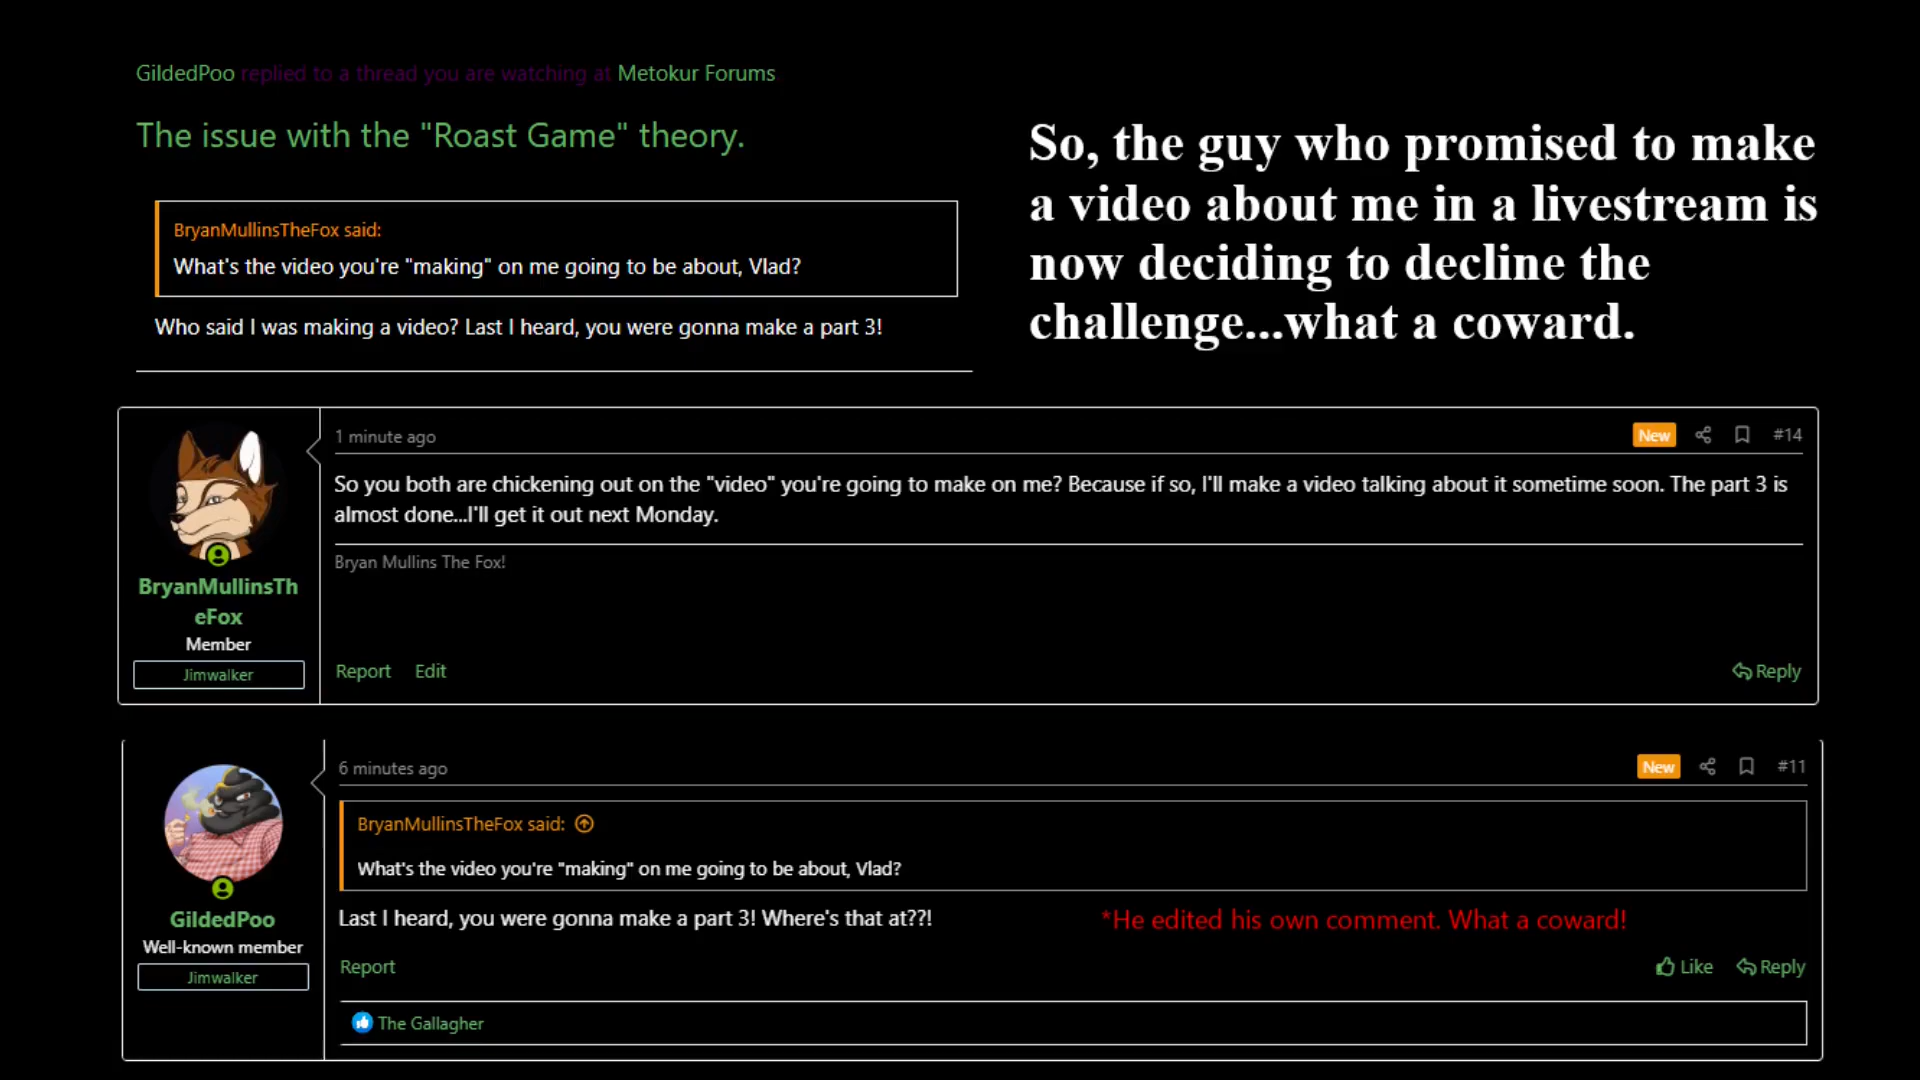 GildedPoo replied to a thread you are watching at Metokur Forums
The issue with the "Roast Game" theory.
BryanMullinsTheFox said:
What's the video you're "making" on me going to be about, Vlad?
Who said I was making a video? Last I heard, you were gonna make a part 3!
So, the guy who promised to make
a video about me in a livestream is
now deciding to decline the
challenge...what a coward.
1 minute ago
New
#14
So you both are chickening out on the "video" you're going to make on me? Because if so, I'll make a video talking about it sometime soon. The part 3 is
almost done...I'll get it out next Monday.
Bryan Mullins The Fox!
BryanMullinsTh
eFox
Member
Jimwalker
Report Edit
Reply
6 minutes ago
New
#11
BryanMullinsTheFox said:
What's the video you're "making" on me going to be about, Vlad?
Last I heard, you were gonna make a part 3! Where's that at??!
*He edited his own comment. What a coward!
GildedPoo
Well-known member
Jimwalker
Report
Like Reply
The Gallagher